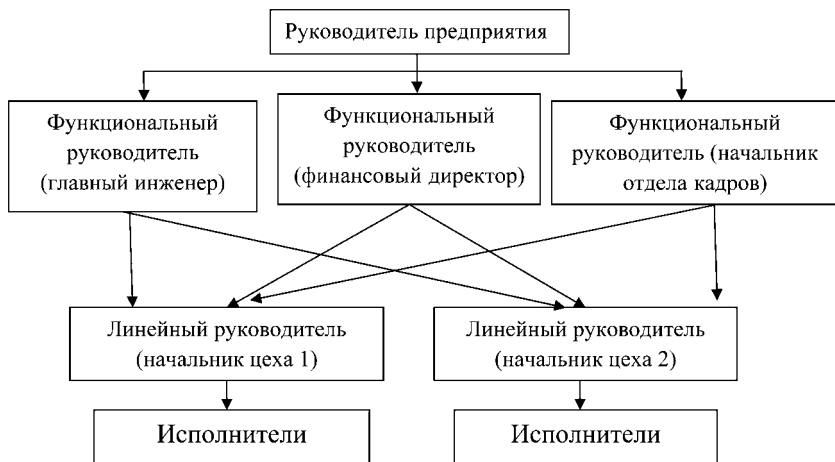 Руководитель предприятия
Функциональный
руководитель
(главный инженер)
Функциональный
руководитель
(финансовый директор)
Функциональный
руководитель (начальник
отдела кадров)
Линейный руководитель
(начальник цеха 1)
Линейный руководитель
(начальник цеха 2)
Исполнители
Исполнители